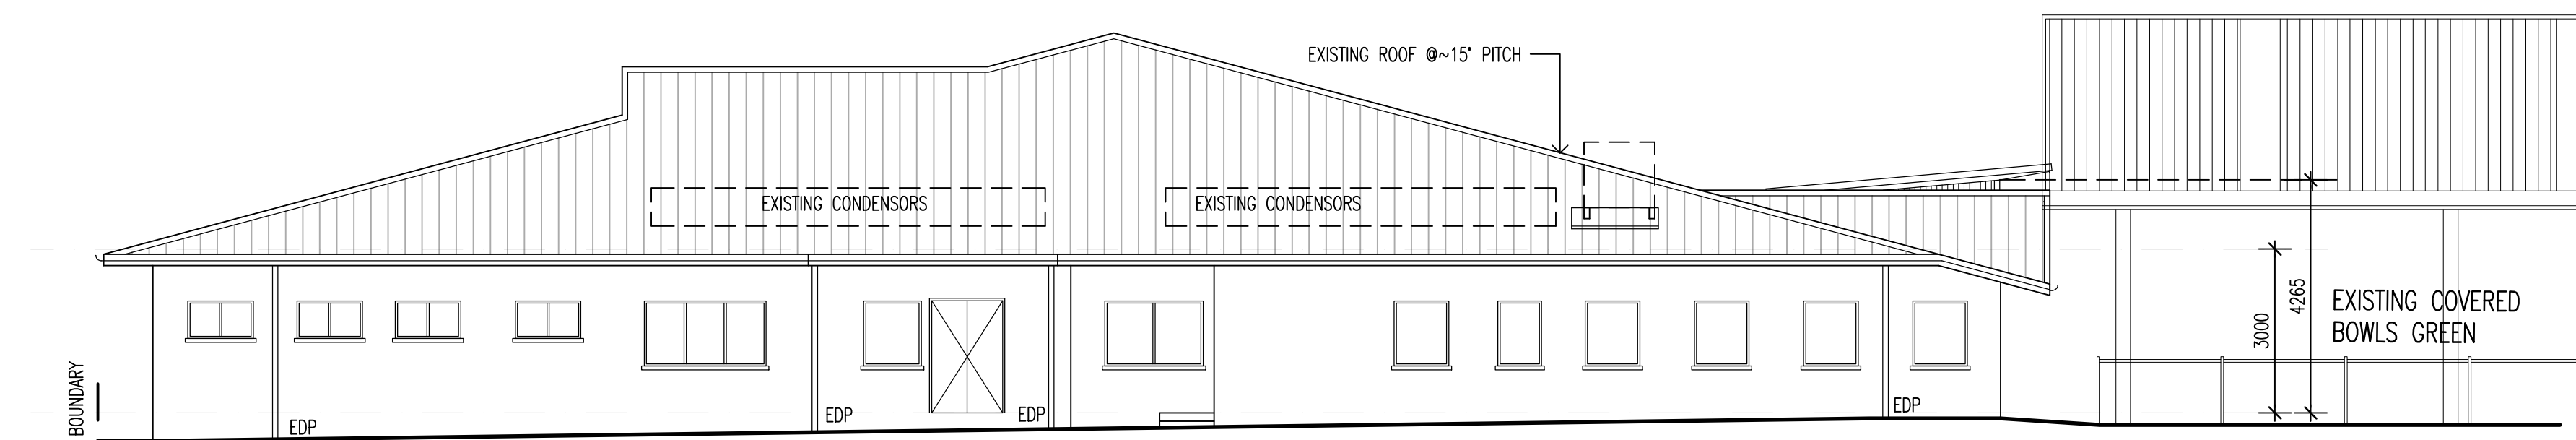 EXISTING ROOF @~15° PITCH
EXISTING CONDENSORS
EXISTING CONDENSORS
4265
3000
EXISTING COVERED
BOWLS GREEN
BOUNDARY
EDP
EDP
EDP
EDP